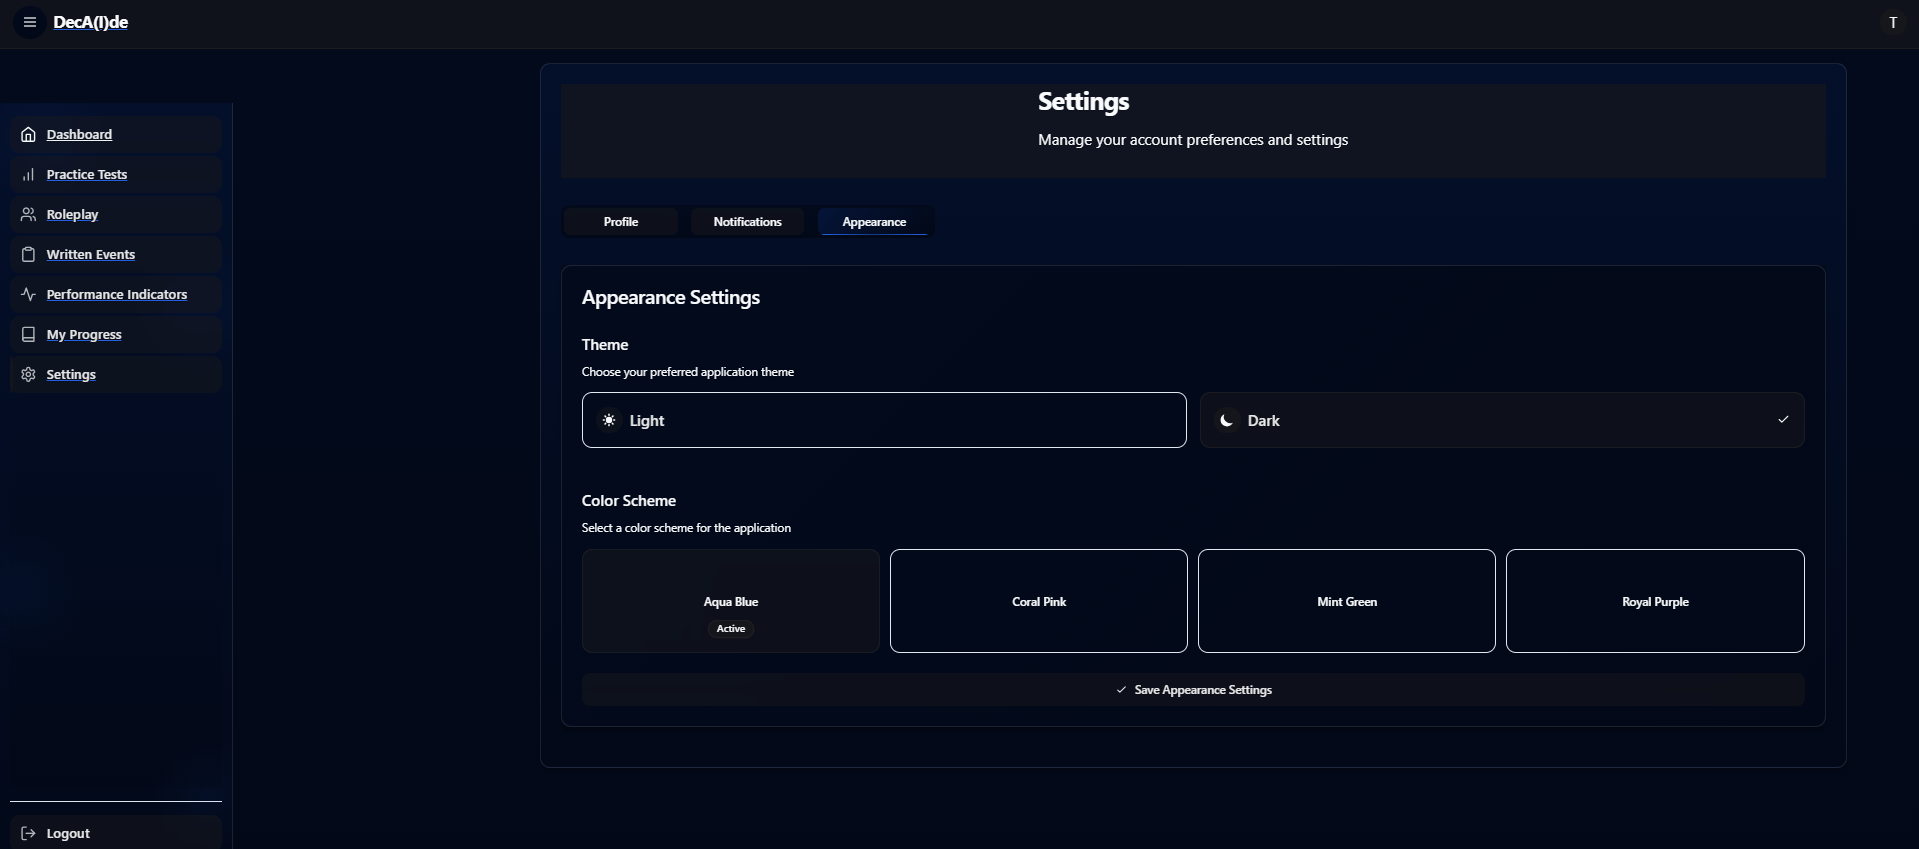 DecA(I)de
T
Dashboard
Practice Tests
Roleplay
Written Events
Performance Indicators
My Progress
Settings
Logout
Settings
Manage your account preferences and settings
Profile
Notifications
Appearance
Appearance Settings
Theme
Choose your preferred application theme
Light
Dark
Color Scheme
Select a color scheme for the application
Aqua Blue
Active
Coral Pink
Mint Green
Royal Purple
Save Appearance Settings